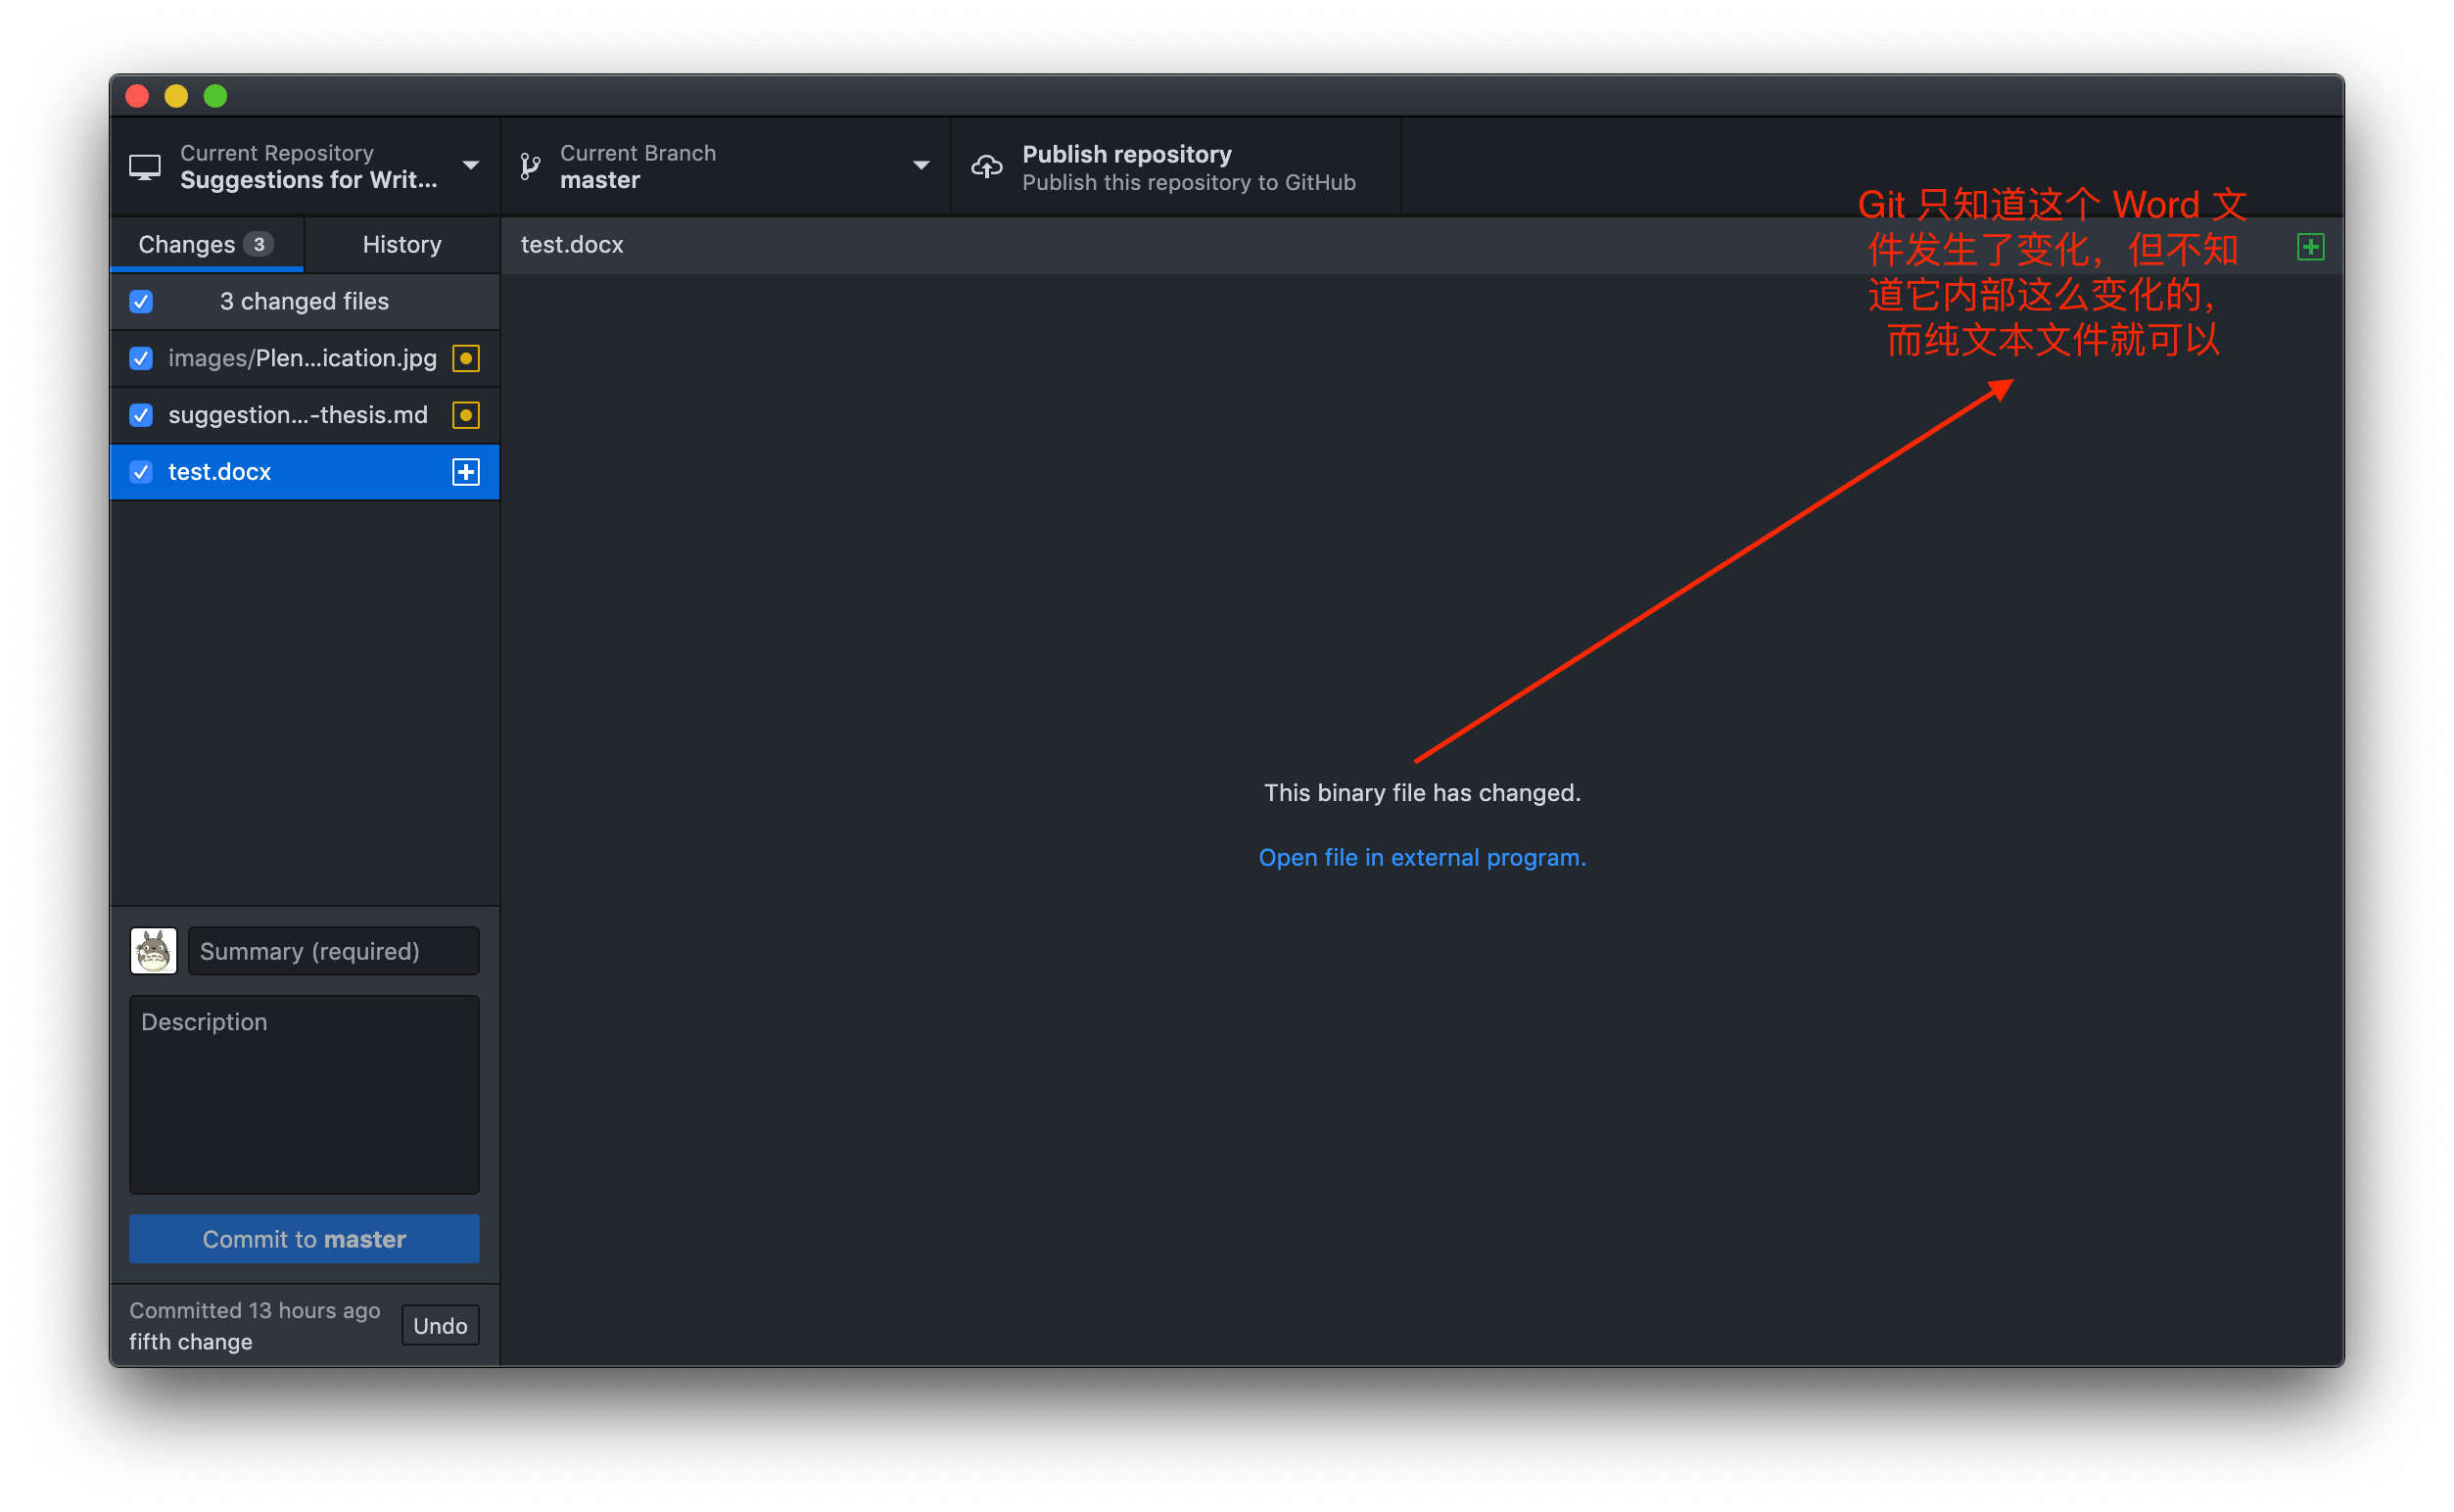 Current Repository
Suggestions for Writ...
Current Branch
master
Publish repository
Publish this repository to GitHub
Changes 3
History
test.docx
Git 只知道这个 Word 文
件发生了变化，但不知
道它内部这么变化的，
而纯文本文件就可以
3 changed files
images/Plen...ication.jpg
suggestion...-thesis.md
test.docx
This binary file has changed.
Open file in external program.
Summary (required)
Description
Commit to master
Committed 13 hours ago
fifth change
Undo